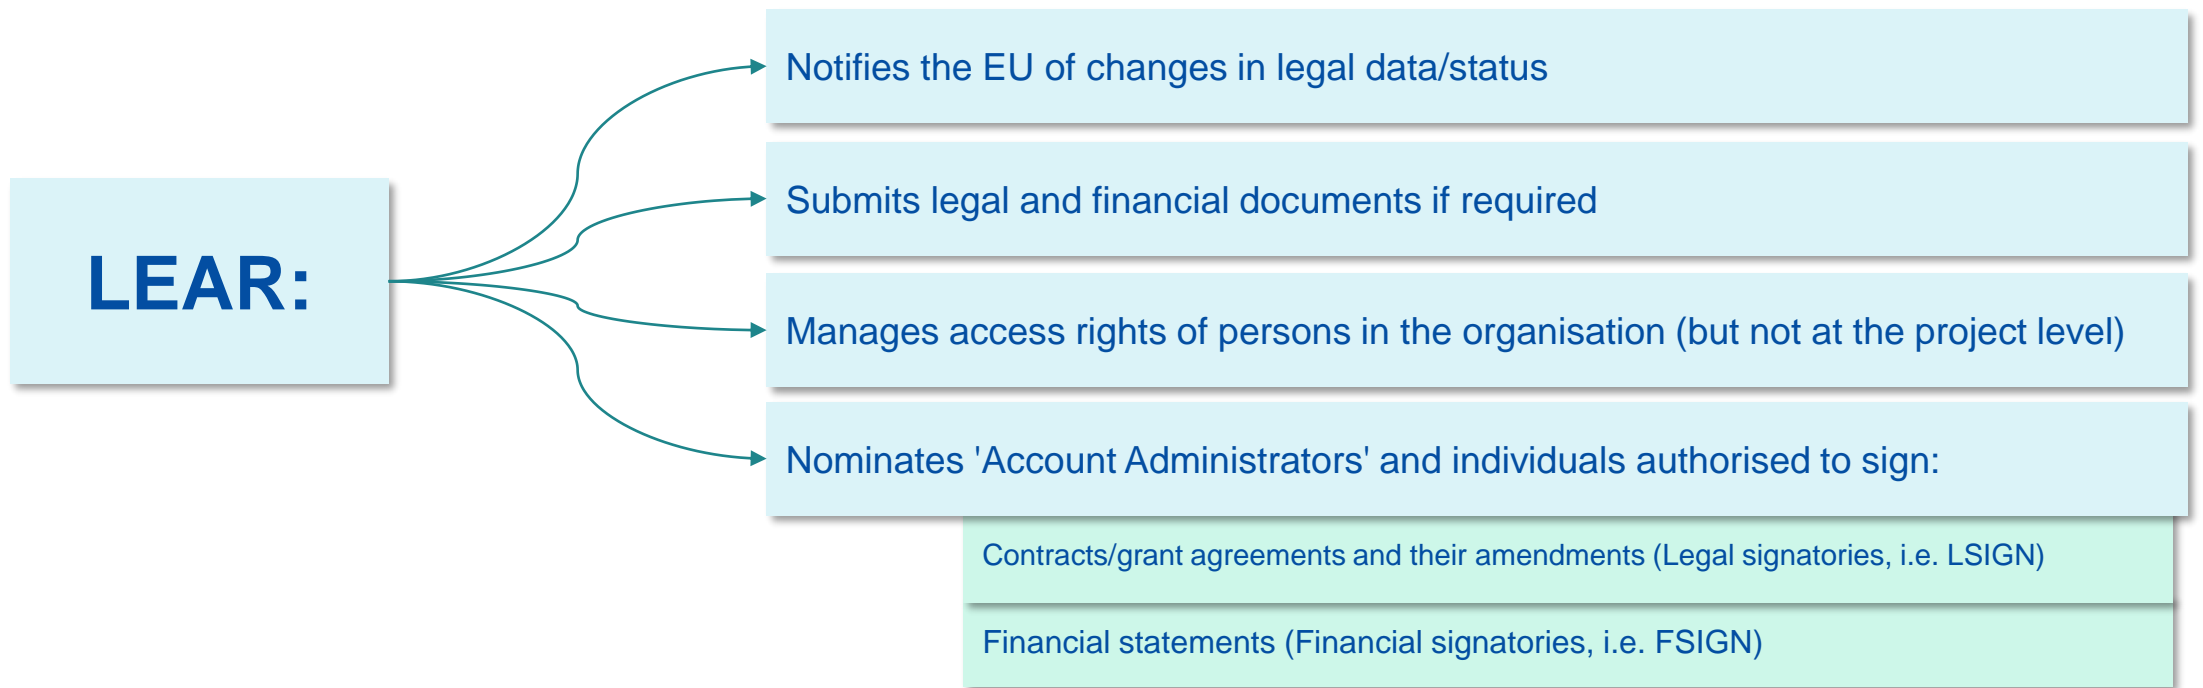 LEAR:
Notifies the EU of changes in legal data/status
Submits legal and financial documents if required
Manages access rights of persons in the organisation (but not at the project level)
Nominates 'Account Administrators' and individuals authorised to sign:
Contracts/grant agreements and their amendments (Legal signatories, i.e. LSIGN)
Financial statements (Financial signatories, i.e. FSIGN)